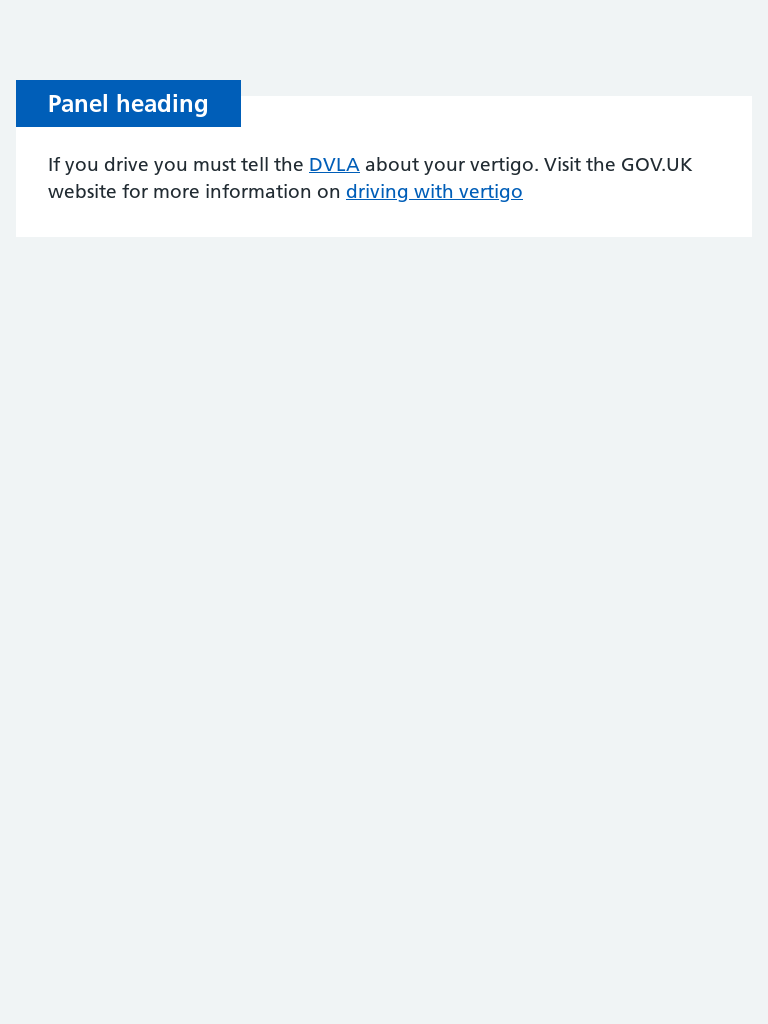 Panel heading
If you drive you must tell the DVLA about your vertigo. Visit the GOV.UK
website for more information on driving with vertigo